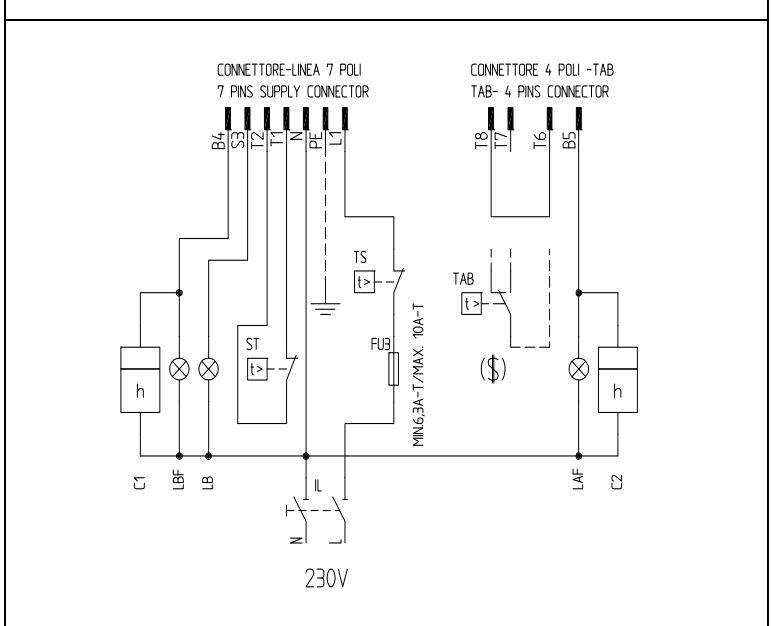 CONNETTORE-LINEA 7 POLI
7 PINS SUPPLY CONNECTOR
CONNETTORE 4 POLI -TAB
TAB- 4 PINS CONNECTOR
B4
S3
T2
T1
N
PE
L1
T8
T7
T6
B5
TS
t>
TAB
t>
ST
t>
FU3
MIN.6,3A-T/MAX. 10A-T
($)
h
h
C1
LBF
LB
IL
LAF
C2
N
L
230V